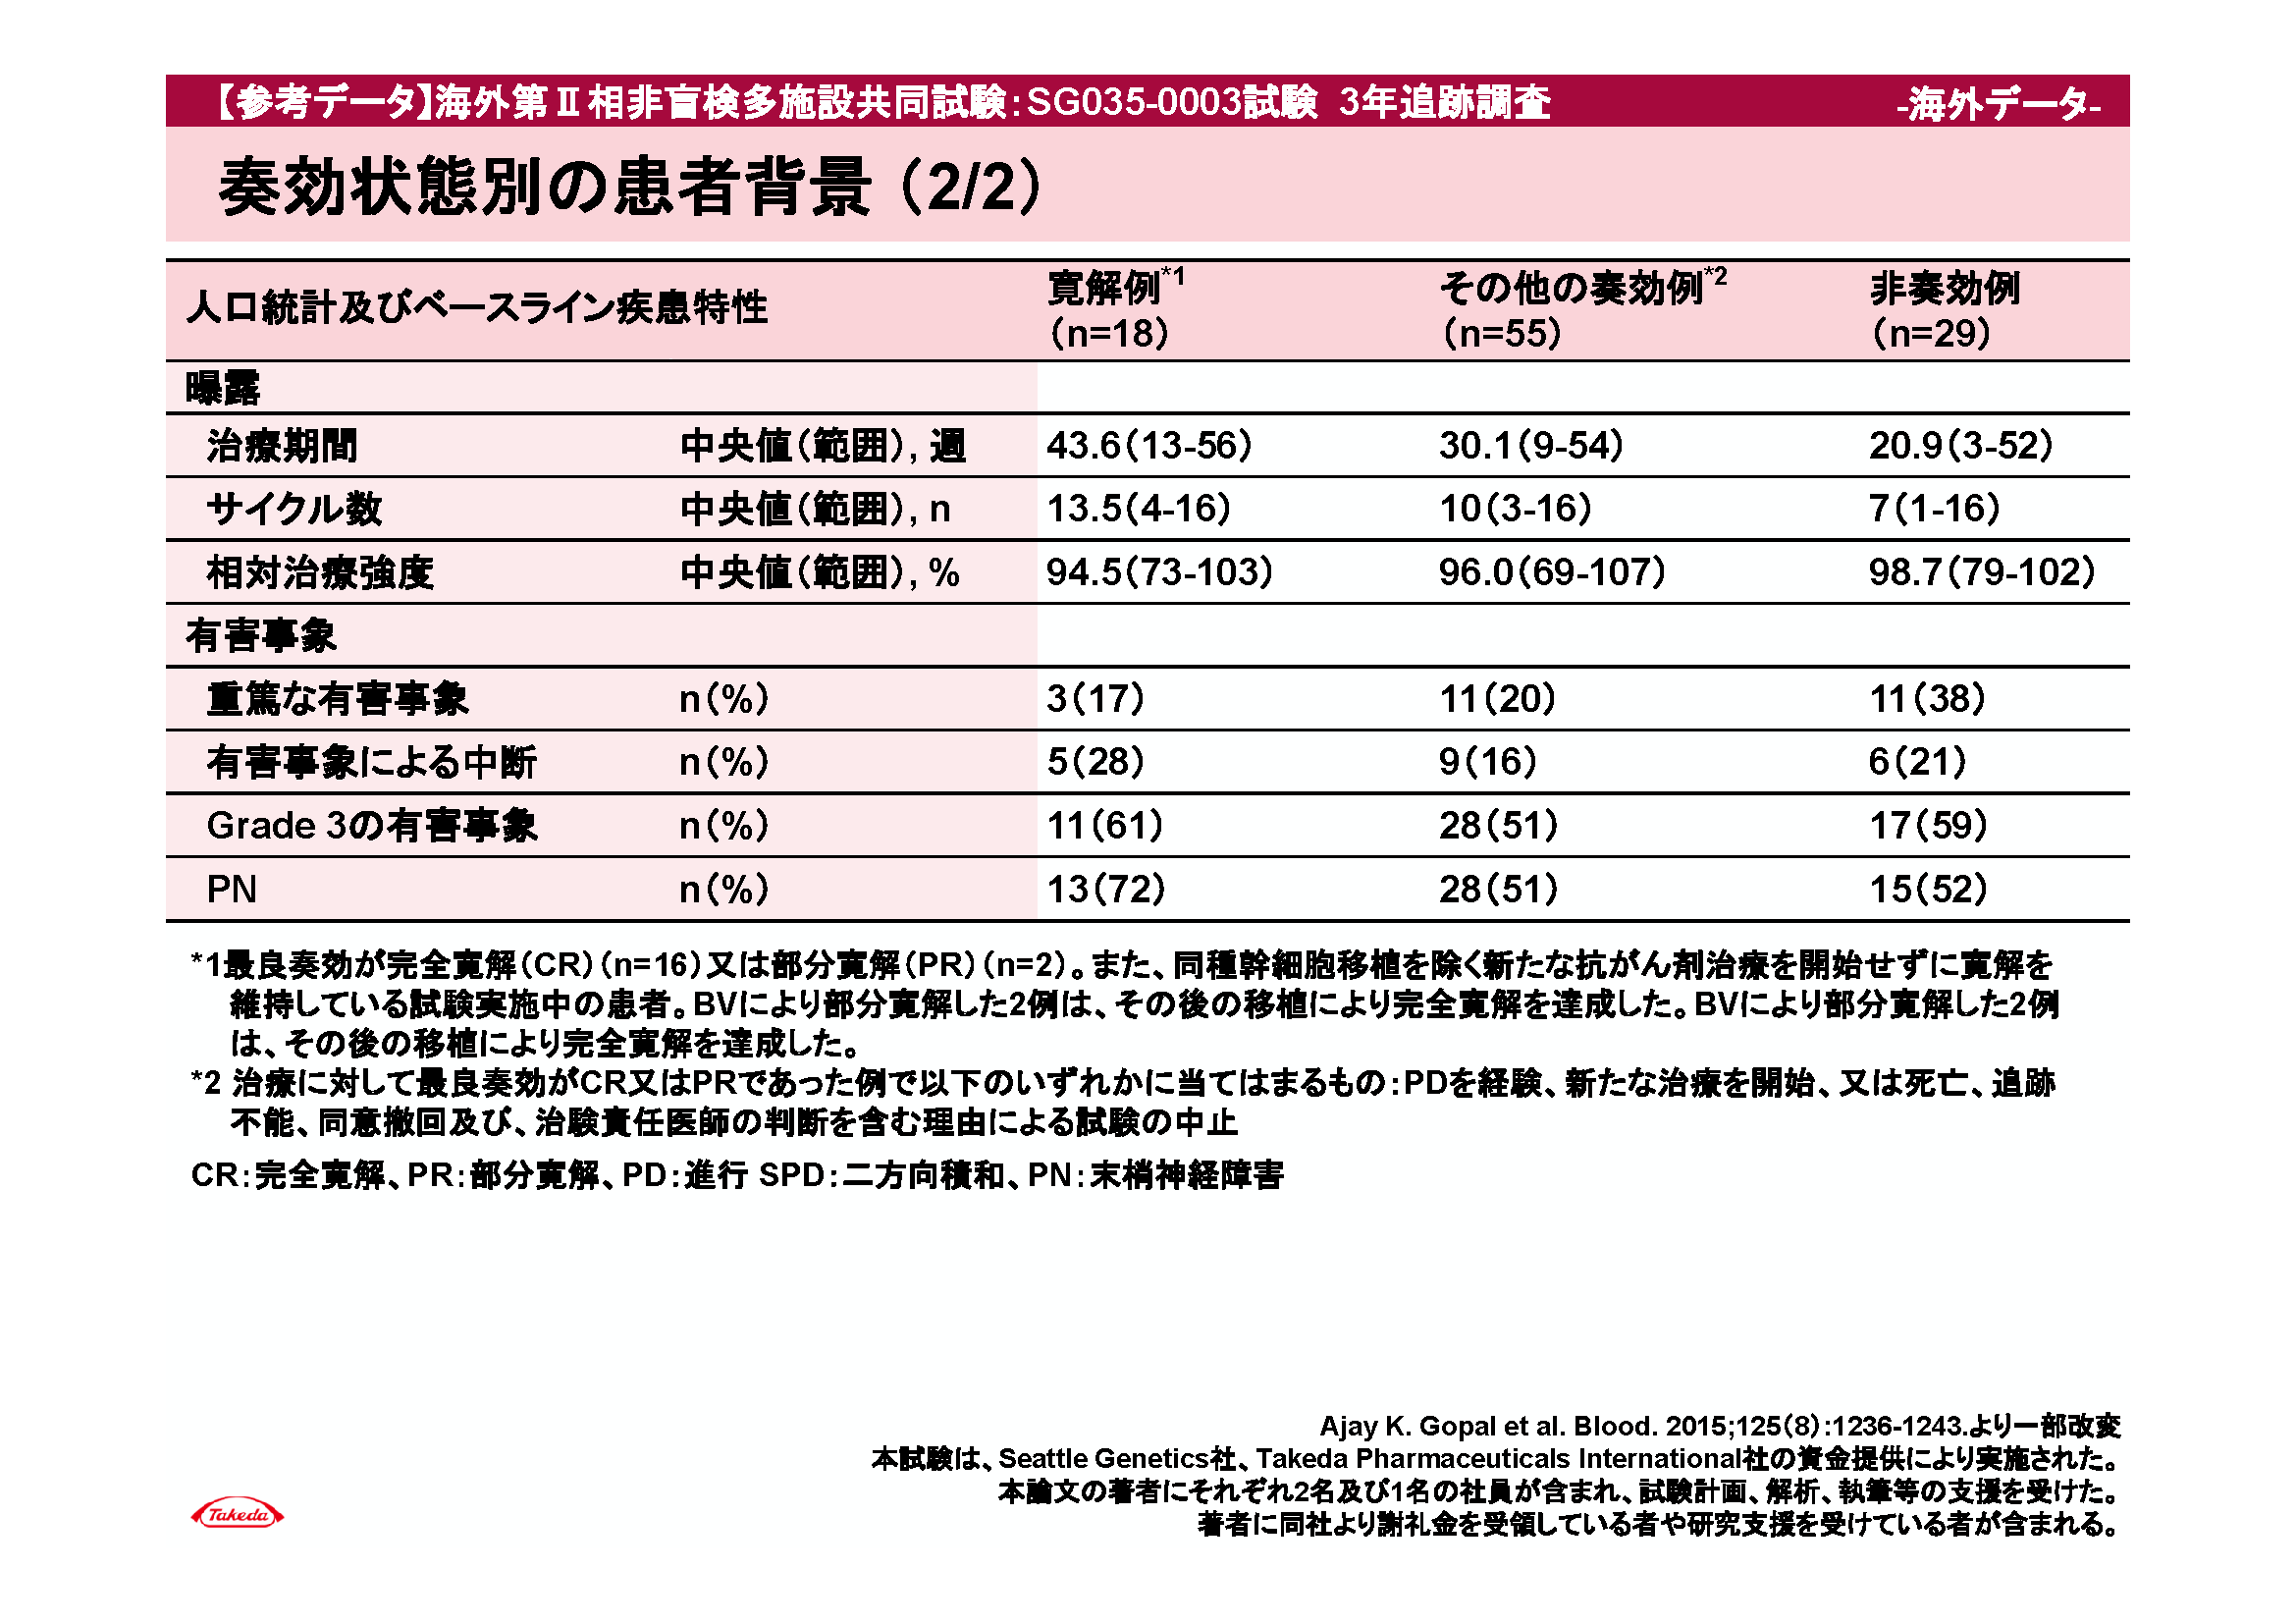 【参考データ】海外第Ⅱ相非盲検多施設共同試験：SG035-0003試験 3年追跡調査 -海外データ-
奏効状態別の患者背景（2/2）
人口統計及びベースライン疾患特性 寛解例*1（n=18） その他の奏効例*2（n=55） 非奏効例（n=29）
曝露
治療期間 中央値（範囲）, 週 43.6（13-56） 30.1（9-54） 20.9（3-52）
サイクル数 中央値（範囲）, n 13.5（4-16） 10（3-16） 7（1-16）
相対治療強度 中央値（範囲）, % 94.5（73-103） 96.0（69-107） 98.7（79-102）
有害事象
重篤な有害事象 n（%） 3（17） 11（20） 11（38）
有害事象による中断 n（%） 5（28） 9（16） 6（21）
Grade 3の有害事象 n（%） 11（61） 28（51） 17（59）
PN n（%） 13（72） 28（51） 15（52）
*1最良奏効が完全寛解（CR）（n=16）又は部分寛解（PR）（n=2）。また、同種幹細胞移植を除く新たな抗がん剤治療を開始せずに寛解を
維持している試験実施中の患者。BVにより部分寛解した2例は、その後の移植により完全寛解を達成した。BVにより部分寛解した2例
は、その後の移植により完全寛解を達成した。
*2 治療に対して最良奏効がCR又はPRであった例で以下のいずれかに当てはまるもの：PDを経験、新たな治療を開始、又は死亡、追跡
不能、同意撤回及び、治験責任医師の判断を含む理由による試験の中止
CR：完全寛解、PR：部分寛解、PD：進行 SPD：二方向積和、PN：末梢神経障害
Ajay K. Gopal et al. Blood. 2015;125（8）:1236-1243.より一部改変
本試験は、Seattle Genetics社、Takeda Pharmaceuticals International社の資金提供により実施された。
本論文の著者にそれぞれ2名及び1名の社員が含まれ、試験計画、解析、執筆等の支援を受けた。
著者に同社より謝礼金を受領している者や研究支援を受けている者が含まれる。
Takeda